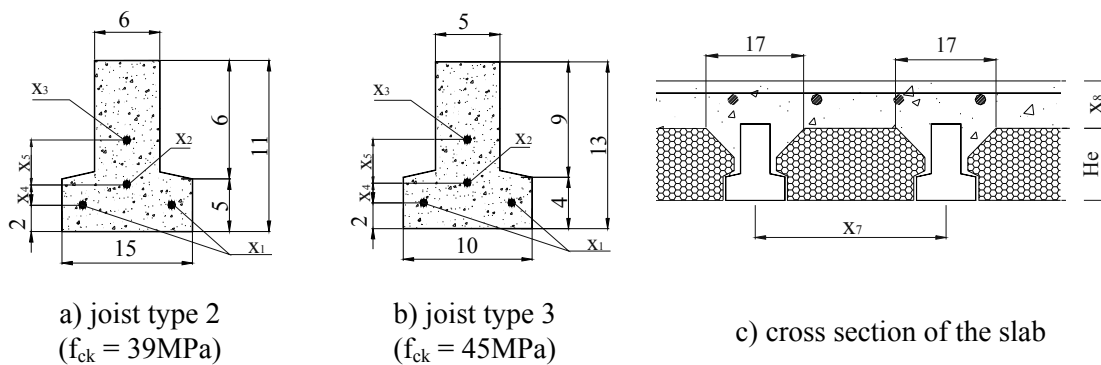 6
x3
x2
x5
x4
2
6
11
5
15
x1
a) joist type 2
(fck = 39MPa)
5
x3
x2
x5
x4
2
9
13
4
10
x1
b) joist type 3
(fck = 45MPa)
17
17
x8
He
x7
c) cross section of the slab